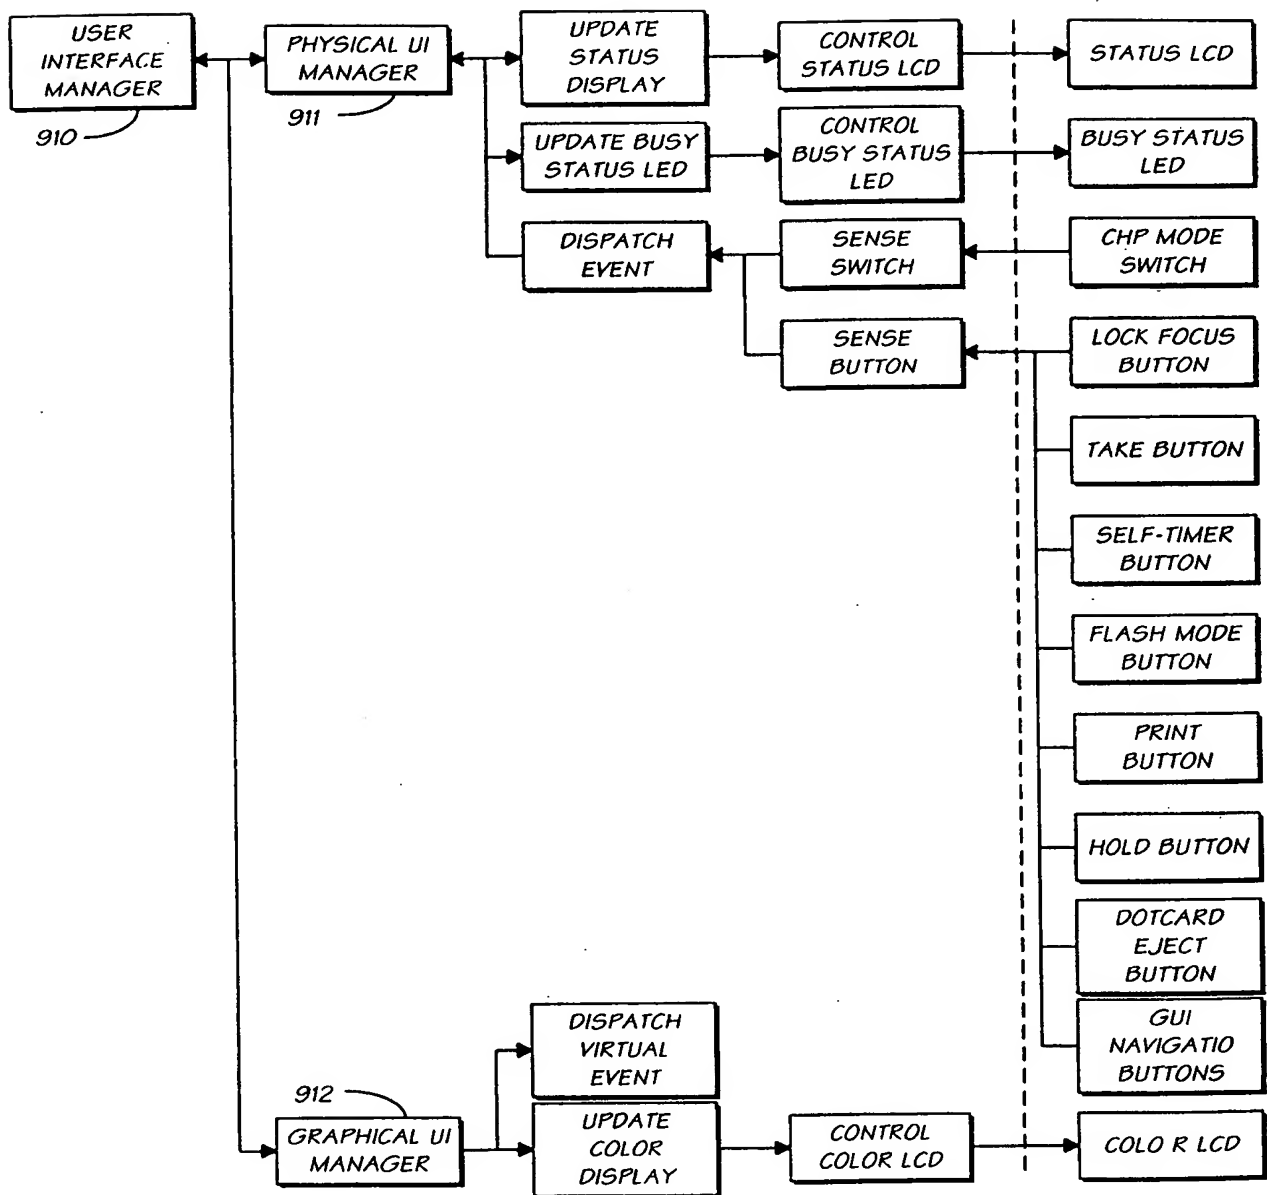 USER
INTERFACE
MANAGER
910
PHYSICAL UI
MANAGER
911
UPDATE
STATUS
DISPLAY
CONTROL
STATUS LCD
STATUS LCD
UPDATE BUSY
STATUS LED
CONTROL
BUSY STATUS
LED
BUSY STATUS
LED
DISPATCH
EVENT
SENSE
SWITCH
CHP MODE
SWITCH
SENSE
BUTTON
LOCK FOCUS
BUTTON
TAKE BUTTON
SELF-TIMER
BUTTON
FLASH MODE
BUTTON
PRINT
BUTTON
HOLD BUTTON
DOTCARD
EJECT
BUTTON
GUI
NAVIGATIO
BUTTONS
DISPATCH
VIRTUAL
EVENT
912
GRAPHICAL UI
MANAGER
UPDATE
COLOR
DISPLAY
CONTROL
COLOR LCD
COLO R LCD